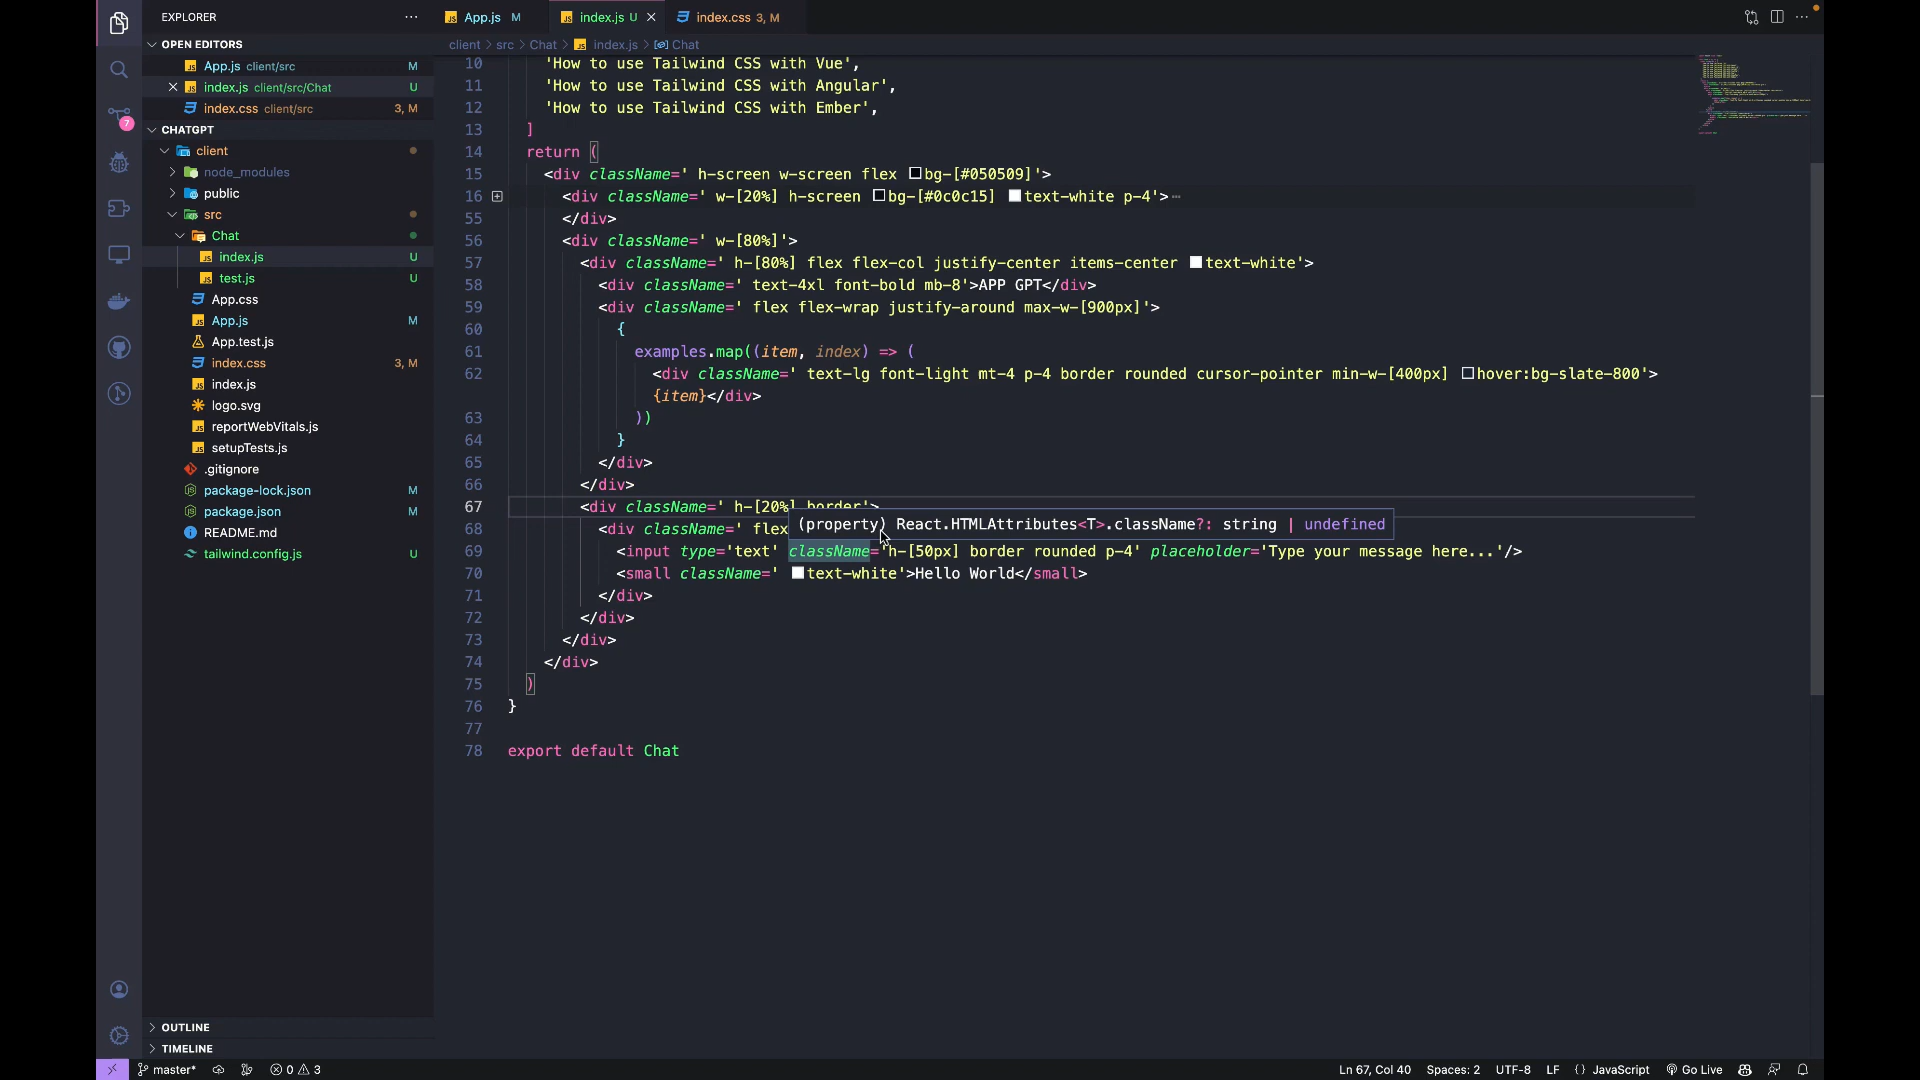 EXPLORER
App.js M
index.js U
index.css 3, M
OPEN EDITORS
App.js client/src M
index.js client/src/Chat U
index.css client/src 3, M
CHATGPT
client
node_modules
public
src
Chat
index.js U
test.js U
App.css
App.js M
App.test.js
index.css 3, M
index.js
logo.svg
reportWebVitals.js
setupTests.js
.gitignore
package-lock.json M
package.json M
README.md
tailwind.config.js U
OUTLINE
TIMELINE
7
client > src > Chat > index.js > Chat
10 'How to use Tailwind CSS with Vue',
11 'How to use Tailwind CSS with Angular',
12 'How to use Tailwind CSS with Ember',
13 ]
14 return (
15 <div className=' h-screen w-screen flex bg-[#050509]'>
16 <div className=' w-[20%] h-screen bg-[#0c0c15] text-white p-4'>…
55 </div>
56 <div className=' w-[80%]'>
57 <div className=' h-[80%] flex flex-col justify-center items-center text-white'>
58 <div className=' text-4xl font-bold mb-8'>APP GPT</div>
59 <div className=' flex flex-wrap justify-around max-w-[900px]'>
60 {
61 examples.map((item, index) => (
62 <div className=' text-lg font-light mt-4 p-4 border rounded cursor-pointer min-w-[400px] hover:bg-slate-800'>
{item}</div>
63 ))
64 }
65 </div>
66 </div>
67 <div className=' h-[20%] border'>
(property) React.HTMLAttributes<T>.className?: string | undefined
68 <div className=' flex
69 <input type='text' className='h-[50px] border rounded p-4' placeholder='Type your message here...'/>
70 <small className=' text-white'>Hello World</small>
71 </div>
72 </div>
73 </div>
74 </div>
75 )
76 }
77
78 export default Chat
master* 0 3 Ln 67, Col 40 Spaces: 2 UTF-8 LF {} JavaScript Go Live